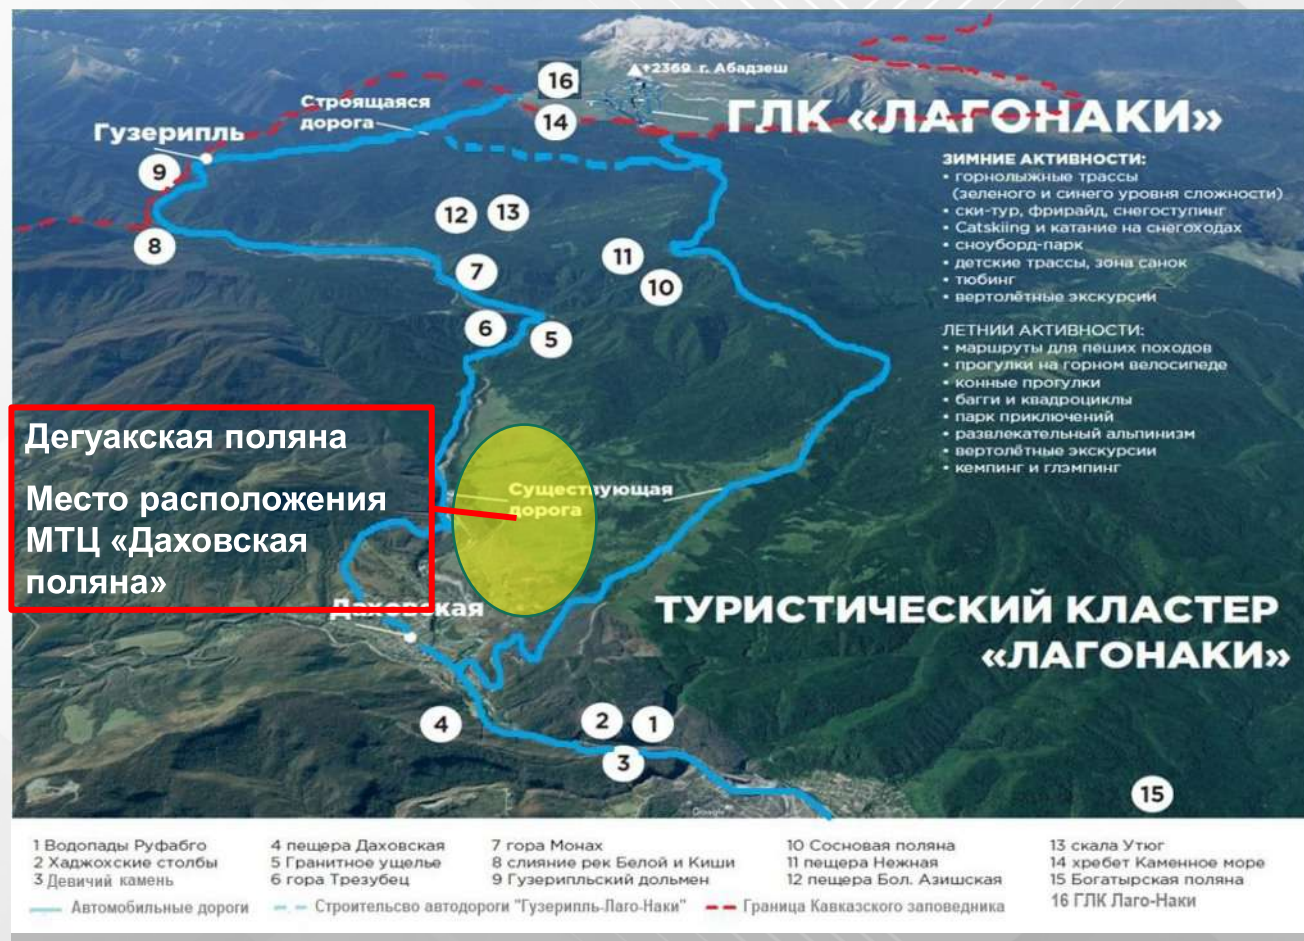 16
+2369 г. Абадзеш
Строящаяся
дорога
14
ГЛК «ЛАГОНАКИ»
Гузерипль
9
ЗИМНИЕ АКТИВНОСТИ:
• горнолыжные трассы
(зеленого и синего уровня сложности)
• ски-тур, фрирайд, снегоступинг
• Catskiing и катание на снегоходах
• сноуборд-парк
• детские трассы, зона санок
• тюбинг
• вертолётные экскурсии
12
13
8
11
7
10
6
5
ЛЕТНИИ АКТИВНОСТИ:
• маршруты для пеших походов
• прогулки на горном велосипеде
• конные прогулки
• багги и квадроциклы
• парк приключений
• развлекательный альпинизм
• вертолётные экскурсии
• кемпинг и глэмпинг
Дегуакская поляна
Место расположения
МТЦ «Даховская
поляна»
Существующая
дорога
Даховская
ТУРИСТИЧЕСКИЙ КЛАСТЕР
«ЛАГОНАКИ»
4
2
1
3
15
1 Водопады Руфабго
2 Хаджохские столбы
3 Девичий камень
4 пещера Даховская
5 Гранитное ущелье
6 гора Трезубец
7 гора Монах
8 слияние рек Белой и Киши
9 Гузерипльский дольмен
10 Сосновая поляна
11 пещера Нежная
12 пещера Бол. Азишская
13 скала Утюг
14 хребет Каменное море
15 Богатырская поляна
16 ГЛК Лаго-Наки
Автомобильные дороги
Строительсво автодороги "Гузерипль-Лаго-Наки"
Граница Кавказского заповедника